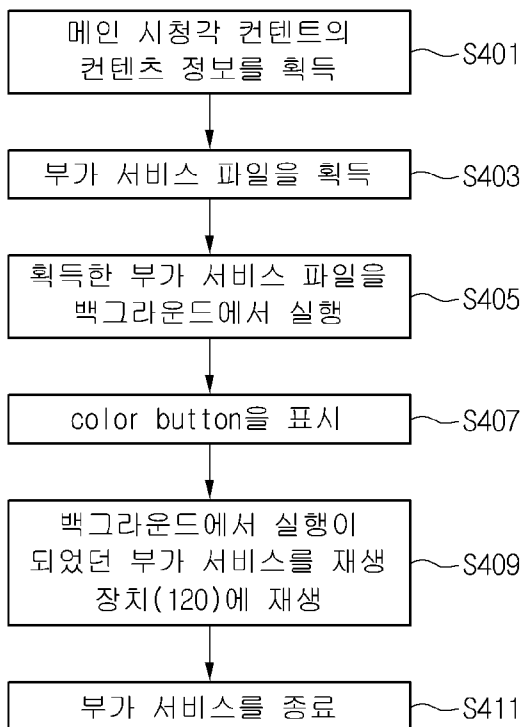 메인 시청각 컨텐트의
컨텐츠 정보를 획득
S401
부가 서비스 파일을 획득
S403
획득한 부가 서비스 파일을
백그라운드에서 실행
S405
color button을 표시
S407
백그라운드에서 실행이
되었던 부가 서비스를 재생
장치(120)에 재생
S409
부가 서비스를 종료
S411